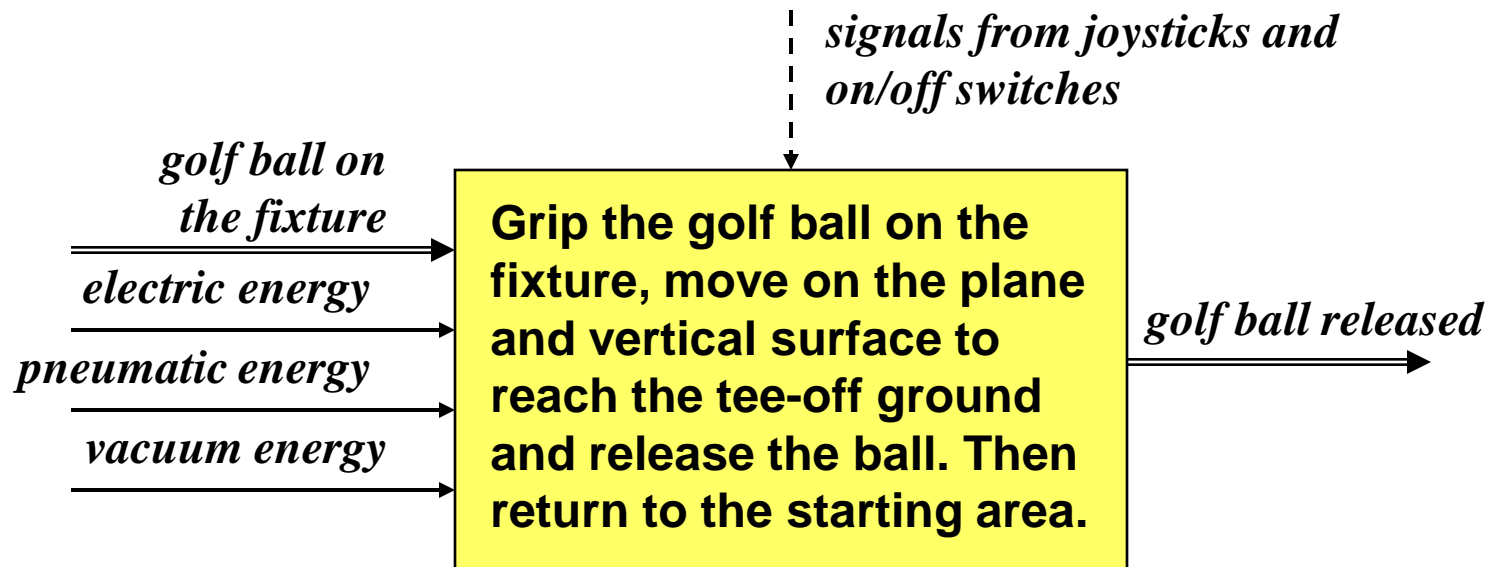 signals from joysticks and
on/off switches
golf ball on
the fixture
electric energy
pneumatic energy
vacuum energy
Grip the golf ball on the
fixture, move on the plane
and vertical surface to
reach the tee-off ground
and release the ball. Then
return to the starting area.
golf ball released